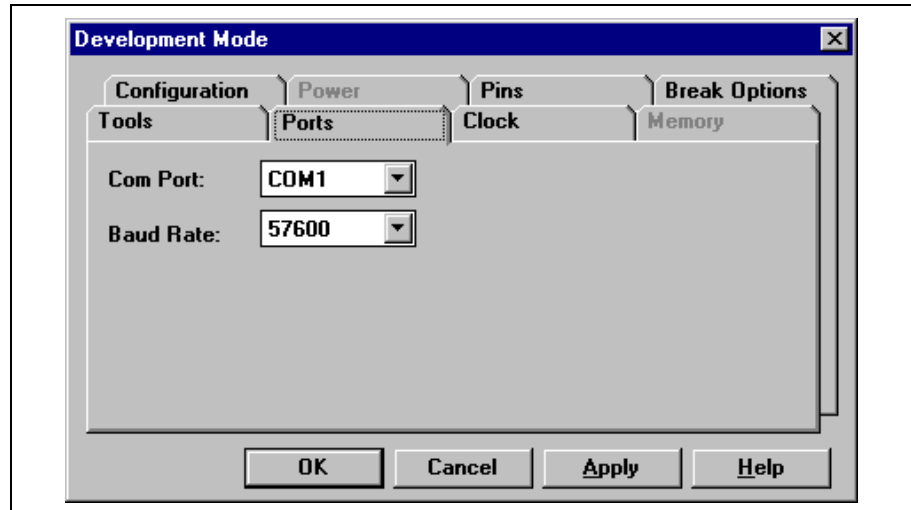 Development Mode
Configuration Power Pins Break Options
Tools Ports Clock Memory
Com Port: COM1
Baud Rate: 57600
OK Cancel Apply Help